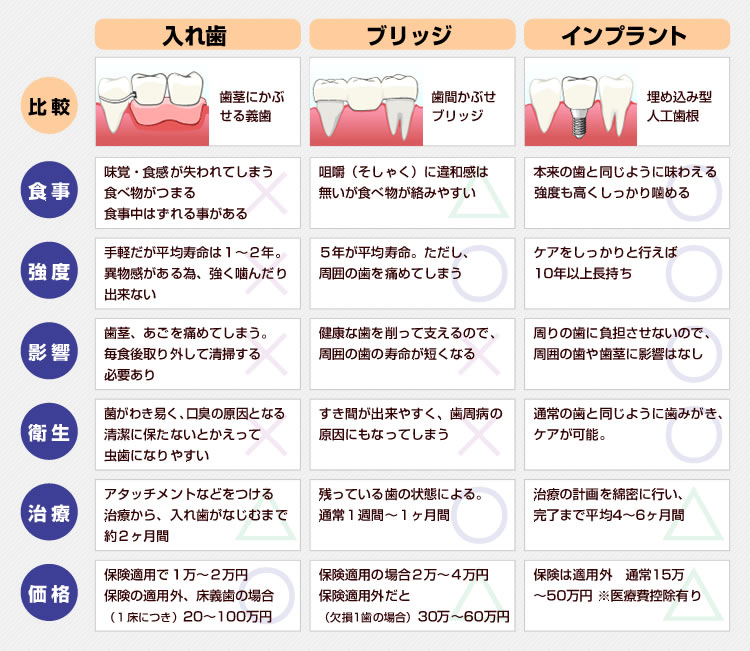 入れ歯
ブリッジ
インプラント
比較
歯茎にかぶ
せる義歯
歯間かぶせ
ブリッジ
埋め込み型
人工歯根
食事
味覚・食感が失われてしまう
食べ物がつまる
食事中はずれる事がある
咀嚼（そしゃく）に違和感は
無いが食べ物が絡みやすい
本来の歯と同じように味わえる
強度も高くしっかり噛める
強度
手軽だが平均寿命は１〜２年。
異物感がある為、強く噛んだり
出来ない
５年が平均寿命。ただし、
周囲の歯を痛めてしまう
ケアをしっかりと行えば
10年以上長持ち
影響
歯茎、あごを痛めてしまう。
毎食後取り外して清掃する
必要あり
健康な歯を削って支えるので、
周囲の歯の寿命が短くなる
周りの歯に負担させないので、
周囲の歯や歯茎に影響はなし
衛生
菌がわき易く、口臭の原因となる
清潔に保たないとかえって
虫歯になりやすい
すき間が出来やすく、歯周病の
原因にもなってしまう
通常の歯と同じように歯みがき、
ケアが可能。
治療
アタッチメントなどをつける
治療から、入れ歯がなじむまで
約２ヶ月間
残っている歯の状態による。
通常１週間〜１ヶ月間
治療の計画を綿密に行い、
完了まで平均4〜6ヶ月間
価格
保険適用で１万〜２万円
保険の適用外、床義歯の場合
（１床につき）20〜100万円
保険適用の場合２万〜４万円
保険適用外だと
（欠損１歯の場合）30万〜60万円
保険は適用外　通常15万
〜50万円 ※医療費控除有り